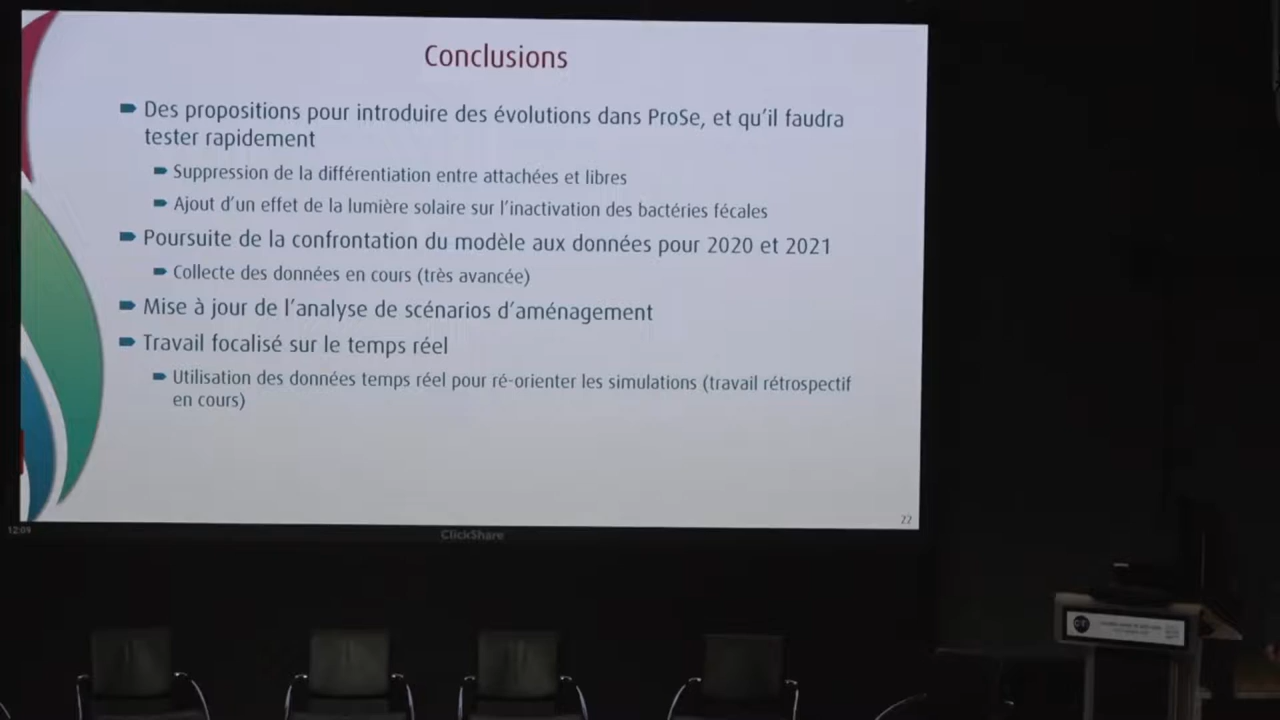 Conclusions
Des propositions pour introduire des évolutions dans ProSe, et qu'il faudra
tester rapidement
Suppression de la différentiation entre attachées et libres
Ajout d'un effet de la lumière solaire sur l'inactivation des bactéries fécales
Poursuite de la confrontation du modèle aux données pour 2020 et 2021
Collecte des données en cours (très avancée)
Mise à jour de l'analyse de scénarios d'aménagement
Travail focalisé sur le temps réel
Utilisation des données temps réel pour ré-orienter les simulations (travail rétrospectif
en cours)
22
ClickShare